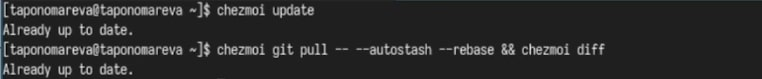 [taponomareva@taponomareva ~]$ chezmoi update
Already up to date.
[taponomareva@taponomareva ~]$ chezmoi git pull -- --autostash --rebase && chezmoi diff
Already up to date.